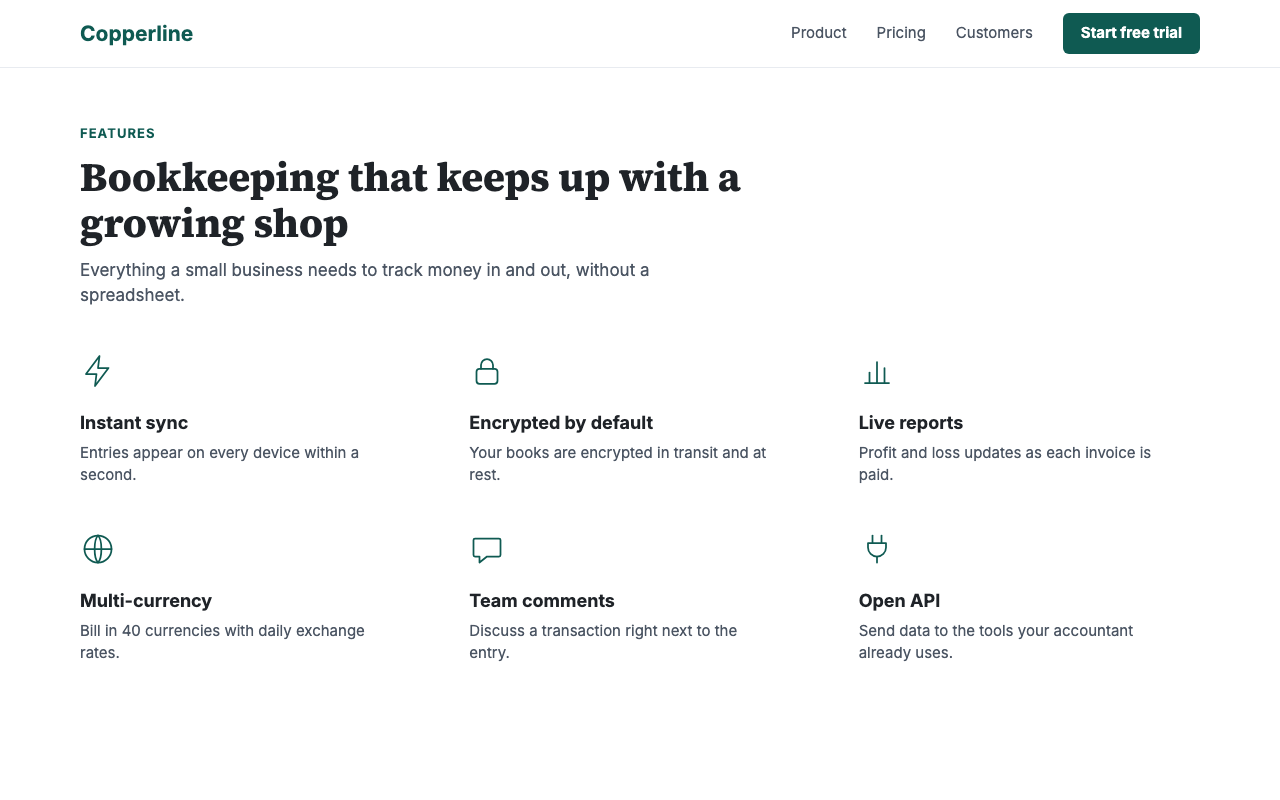 Copperline
Product
Pricing
Customers
Start free trial
FEATURES
Bookkeeping that keeps up with a
growing shop
Everything a small business needs to track money in and out, without a
spreadsheet.
Instant sync
Entries appear on every device within a
second.
Encrypted by default
Your books are encrypted in transit and at
rest.
Live reports
Profit and loss updates as each invoice is
paid.
Multi-currency
Bill in 40 currencies with daily exchange
rates.
Team comments
Discuss a transaction right next to the
entry.
Open API
Send data to the tools your accountant
already uses.